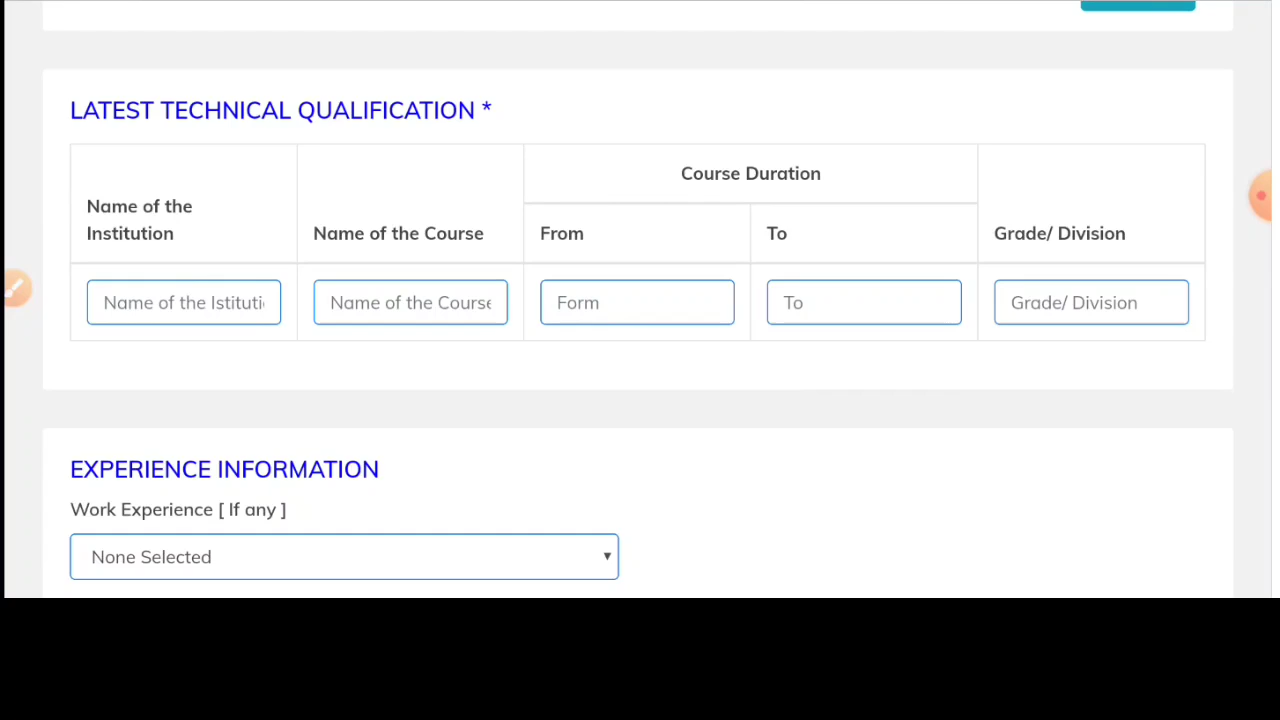 LATEST TECHNICAL QUALIFICATION *
Course Duration
Name of the
Institution
Name of the Course
From
To
Grade/ Division
Name of the Istituti
Name of the Course
Form
To
Grade/ Division
EXPERIENCE INFORMATION
Work Experience [ If any ]
None Selected